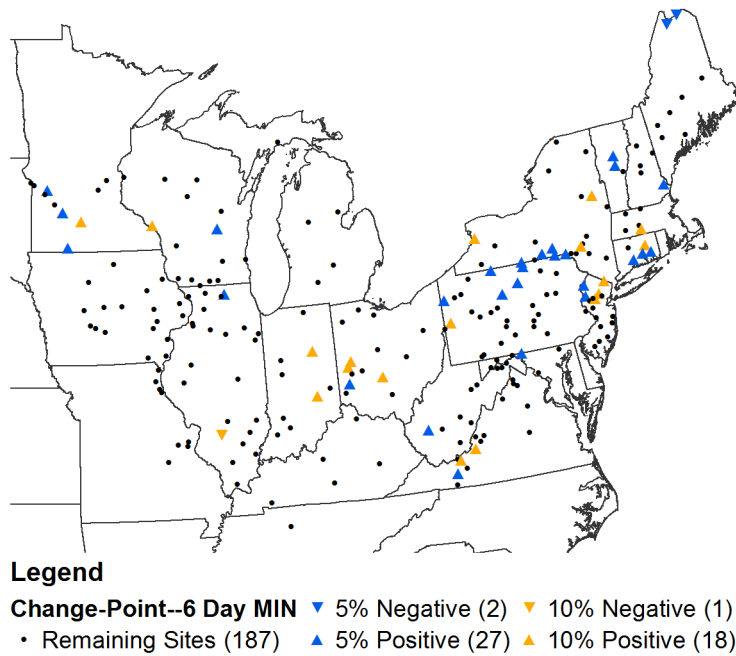 Legend
Change-Point--6 Day MIN ▼ 5% Negative (2) ▼ 10% Negative (1)
• Remaining Sites (187) ▲ 5% Positive (27) ▲ 10% Positive (18)